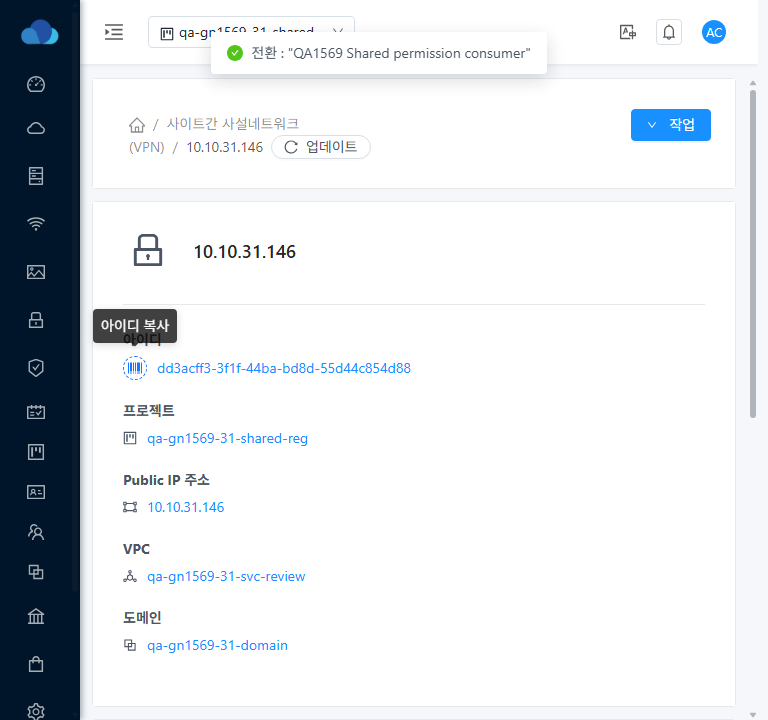 qa-gn1569-31-shared
전환 : "QA1569 Shared permission consumer"
AC
/ 사이트간 사설네트워크
(VPN) / 10.10.31.146 업데이트
작업
10.10.31.146
아이디 복사
아이디
dd3acff3-3f1f-44ba-bd8d-55d44c854d88
프로젝트
qa-gn1569-31-shared-reg
Public IP 주소
10.10.31.146
VPC
qa-gn1569-31-svc-review
도메인
qa-gn1569-31-domain